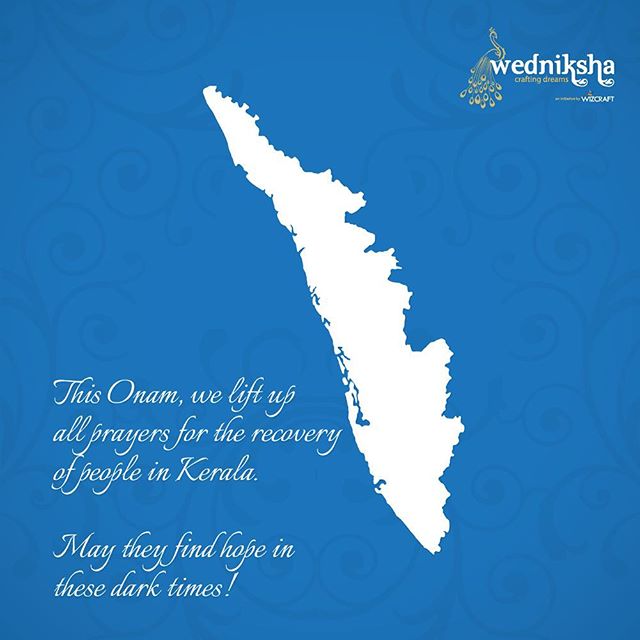 wedniksha
crafting dreams
an initiative by WIZCRAFT
This Onam, we lift up
all prayers for the recovery
of people in Kerala.
May they find hope in
these dark times!